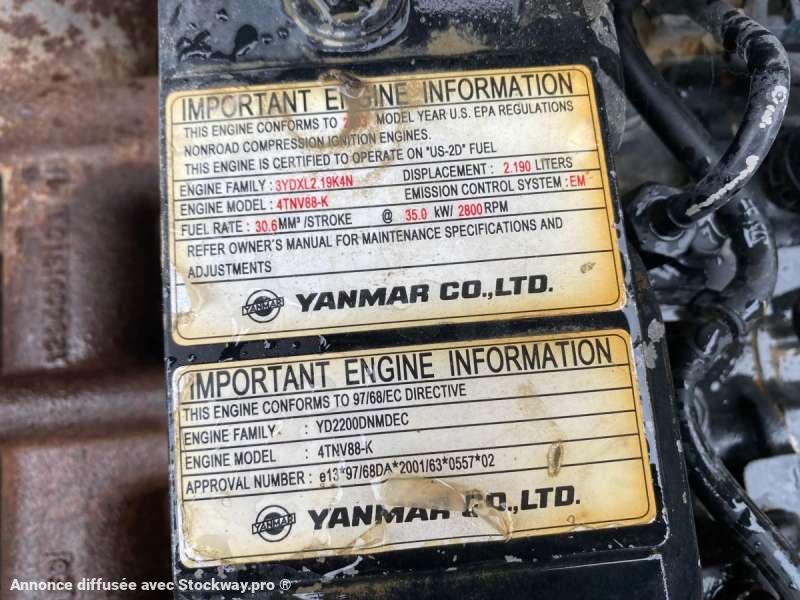 IMPORTANT ENGINE INFORMATION
THIS ENGINE CONFORMS TO MODEL YEAR U.S. EPA REGULATIONS
NONROAD COMPRESSION IGNITION ENGINES.
THIS ENGINE IS CERTIFIED TO OPERATE ON "US-2D" FUEL
ENGINE FAMILY : 3YDXL2.19K4N DISPLACEMENT : 2.190 LITERS
ENGINE MODEL : 4TNV88-K EMISSION CONTROL SYSTEM : EM
FUEL RATE : 30.6 MM³ /STROKE @ 35.0 kW/ 2800 RPM
REFER OWNER'S MANUAL FOR MAINTENANCE SPECIFICATIONS AND
ADJUSTMENTS
YANMAR YANMAR CO.,LTD.
IMPORTANT ENGINE INFORMATION
THIS ENGINE CONFORMS TO 97/68/EC DIRECTIVE
ENGINE FAMILY : YD2200DNMDEC
ENGINE MODEL : 4TNV88-K
APPROVAL NUMBER : e13*97/68DA*2001/63*0557*02
YANMAR YANMAR CO.,LTD.
Annonce diffusée avec Stockway.pro ®